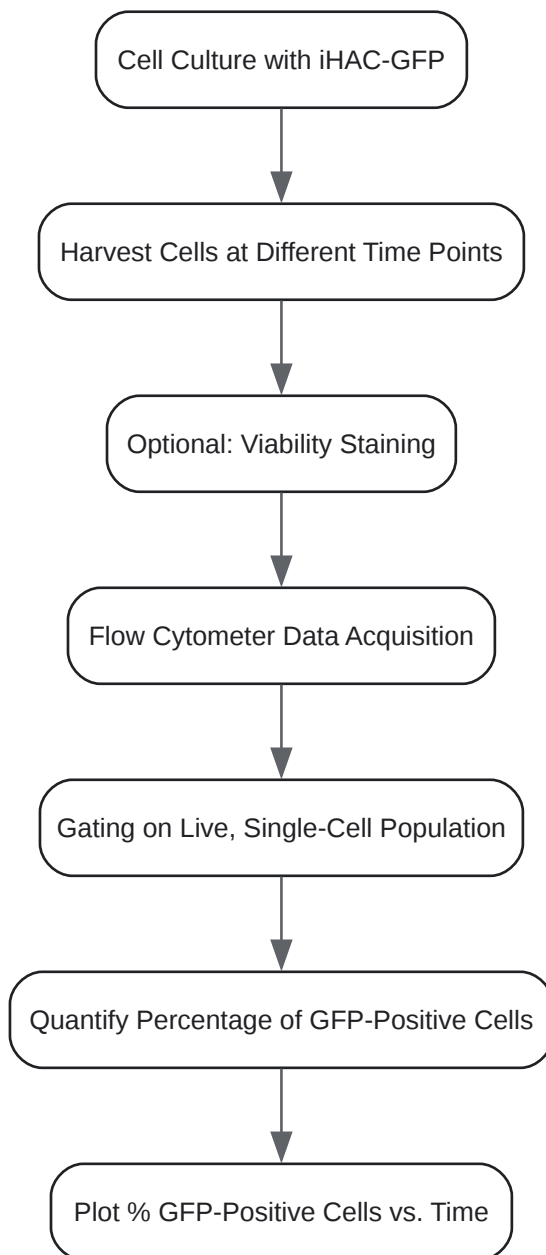 Cell Culture with iHAC-GFP
Harvest Cells at Different Time Points
Optional: Viability Staining
Flow Cytometer Data Acquisition
Gating on Live, Single-Cell Population
Quantify Percentage of GFP-Positive Cells
Plot % GFP-Positive Cells vs. Time